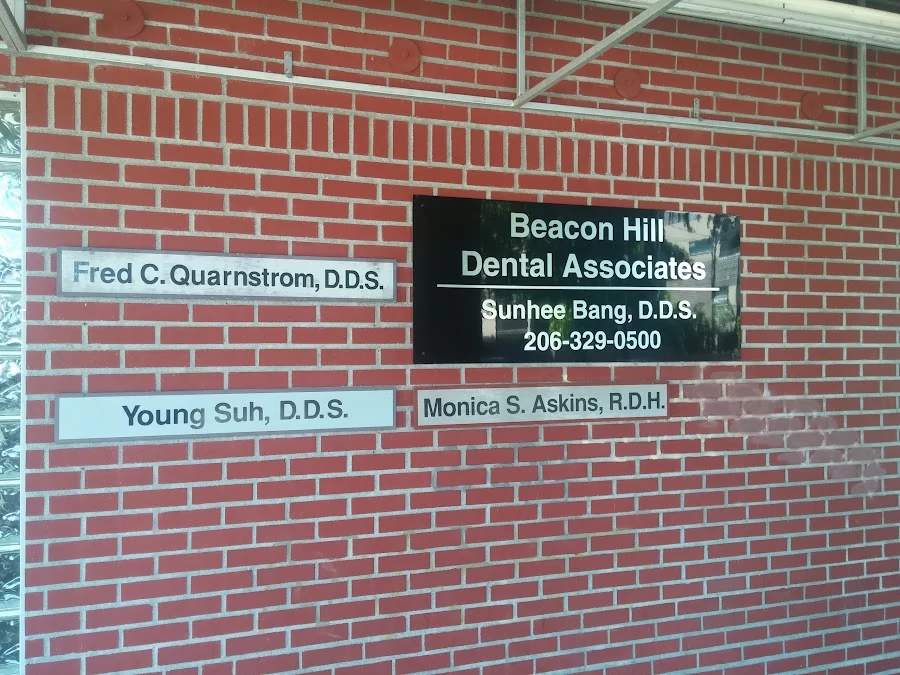 Fred C. Quarnstrom, D.D.S.
Beacon Hill
Dental Associates
Sunhee Bang, D.D.S.
206-329-0500
Young Suh, D.D.S.
Monica S. Askins, R.D.H.